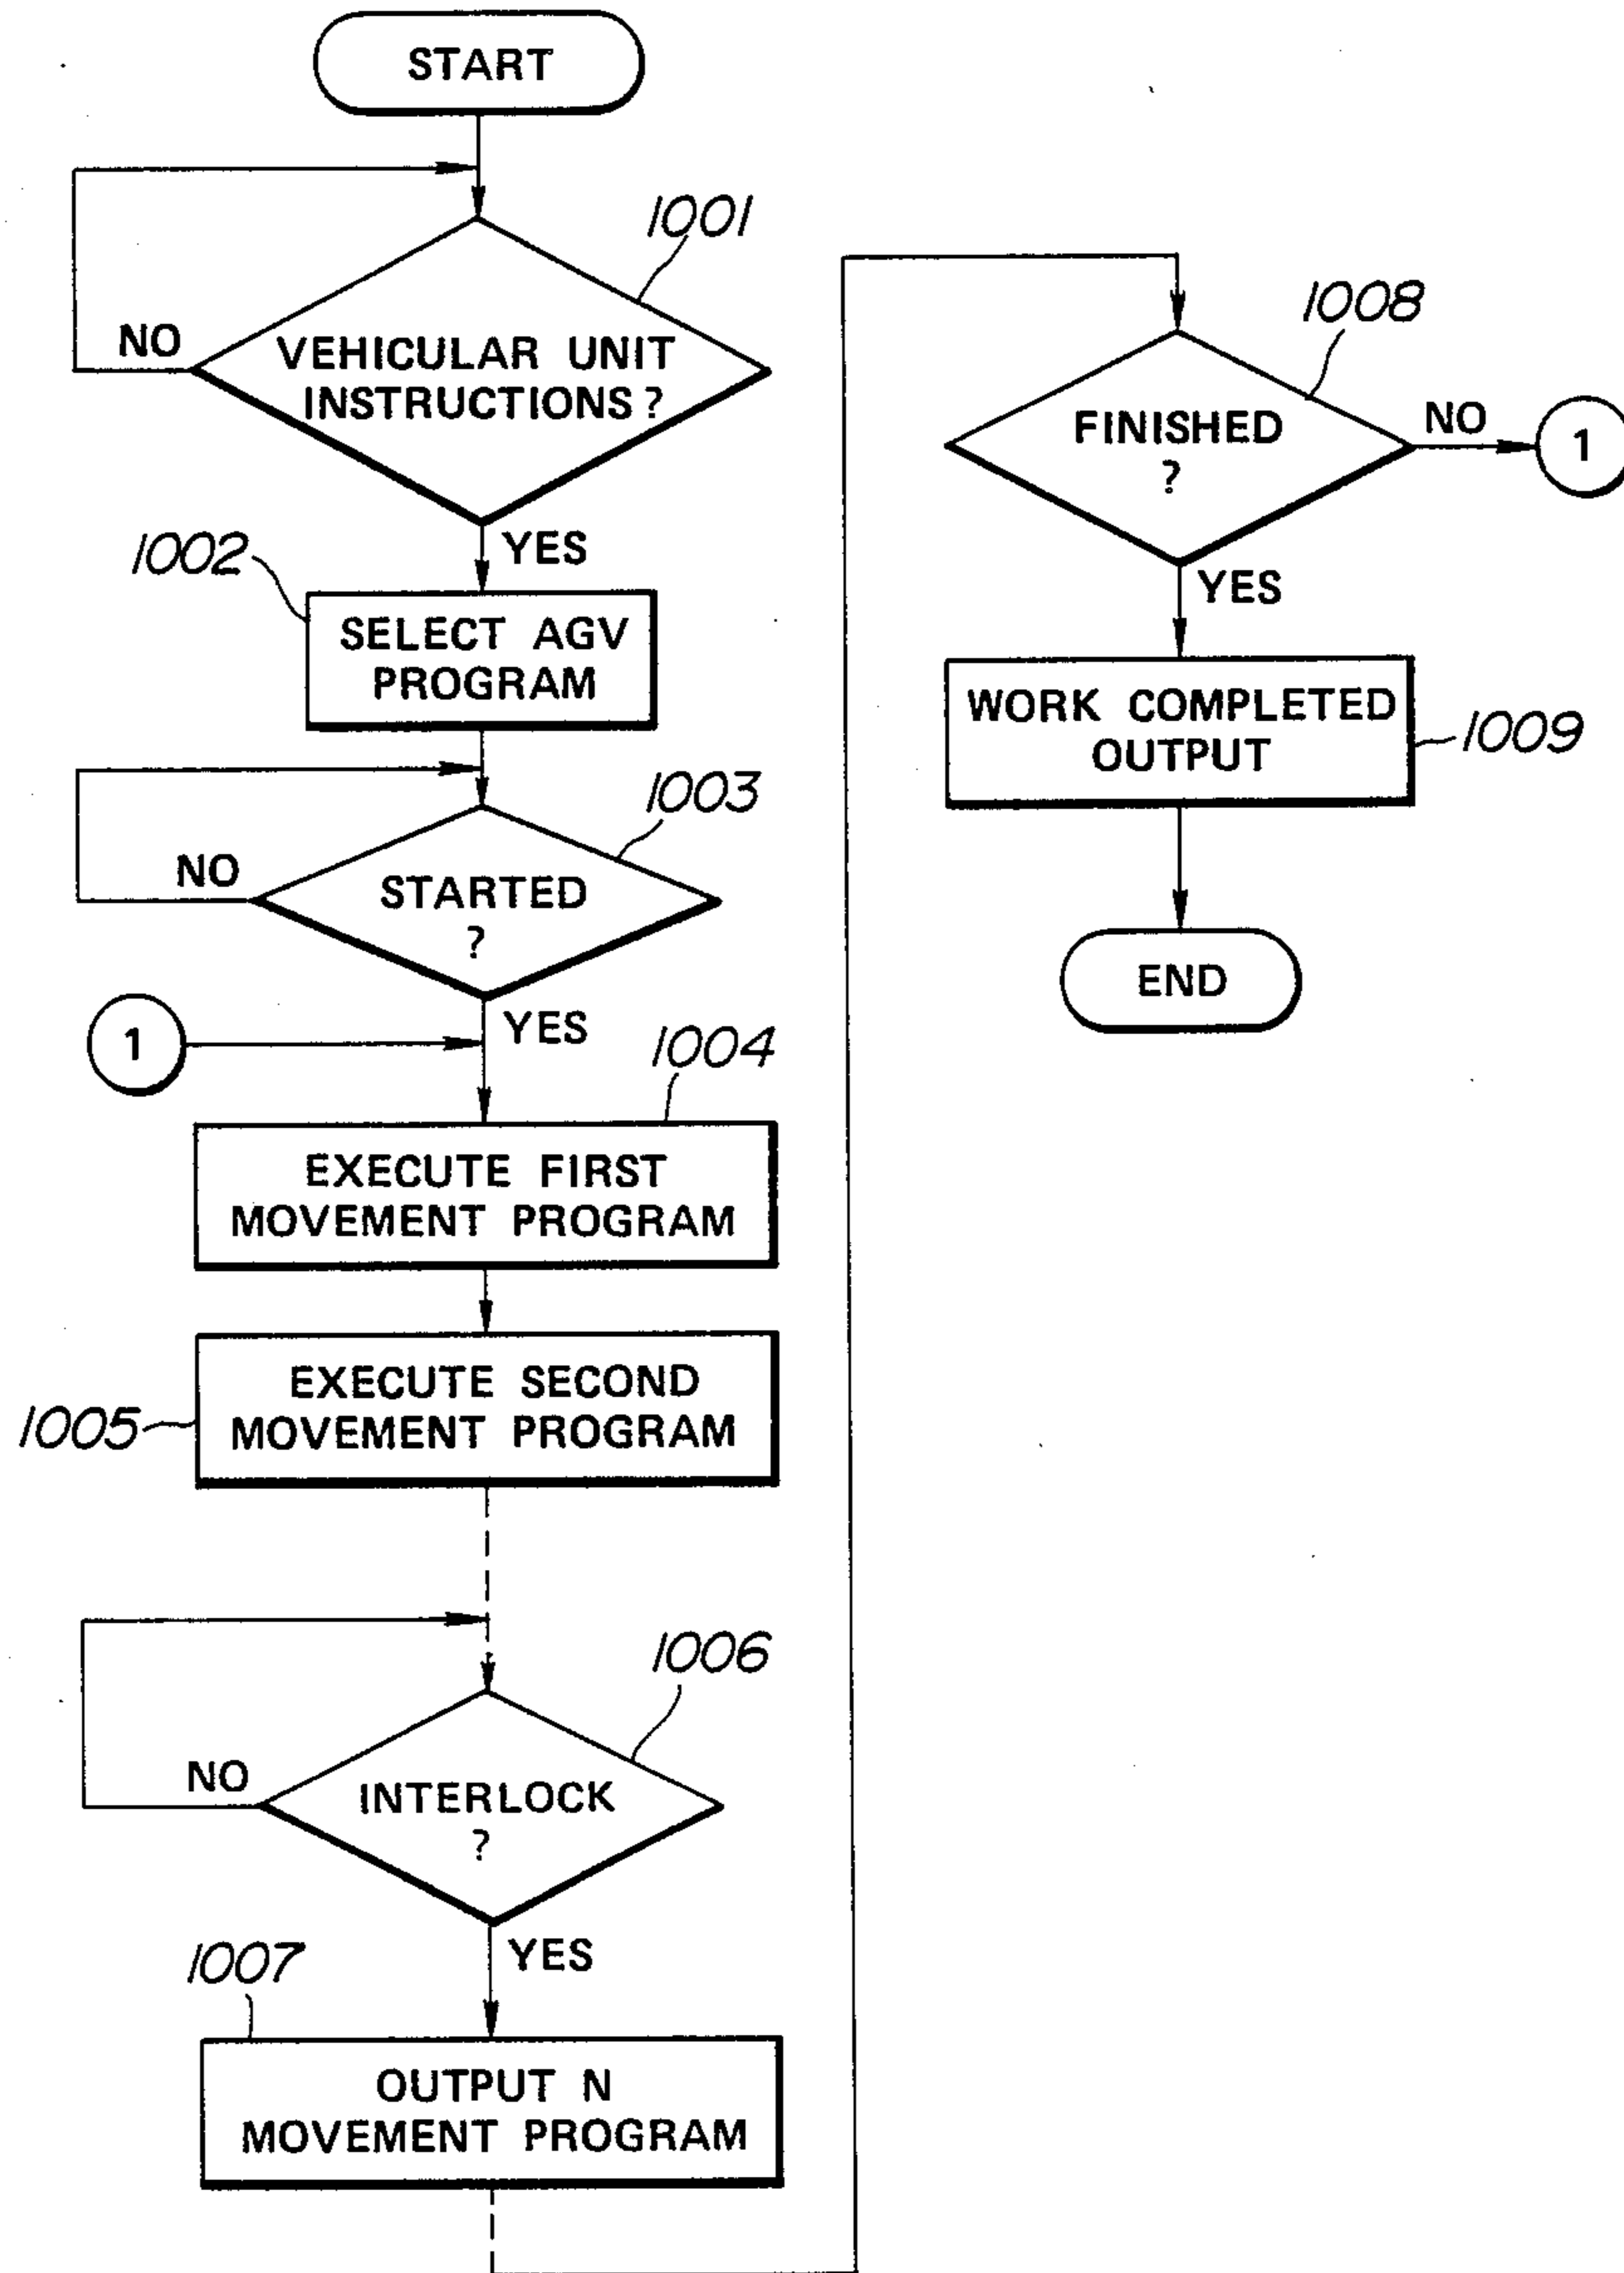 START
1001
NO
VEHICULAR UNIT
INSTRUCTIONS?
YES
1002
SELECT AGV
PROGRAM
1003
NO
STARTED
?
YES
1
1004
EXECUTE FIRST
MOVEMENT PROGRAM
EXECUTE SECOND
MOVEMENT PROGRAM
1005
1006
NO
INTERLOCK
?
YES
1007
OUTPUT N
MOVEMENT PROGRAM
1008
FINISHED
?
NO
1
YES
WORK COMPLETED
OUTPUT
1009
END